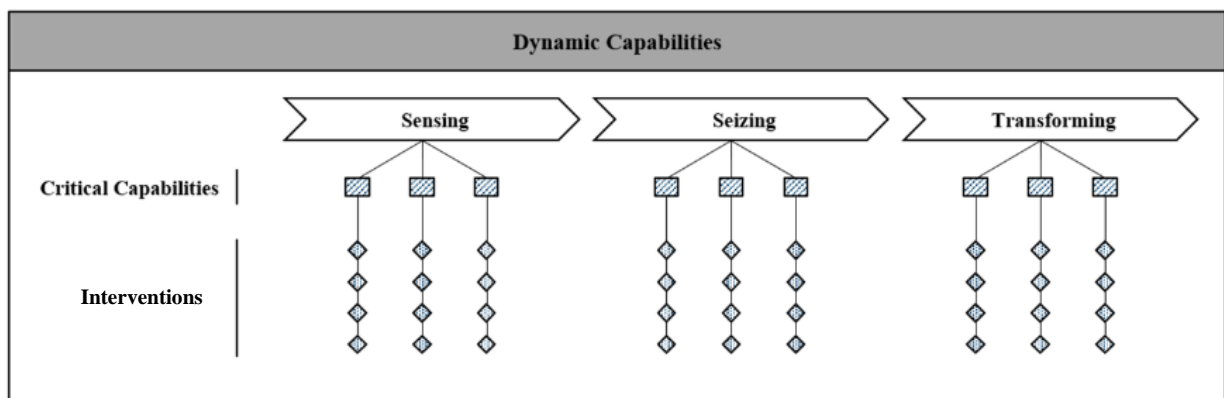 Dynamic Capabilities
Sensing
Seizing
Transforming
Critical Capabilities
Interventions